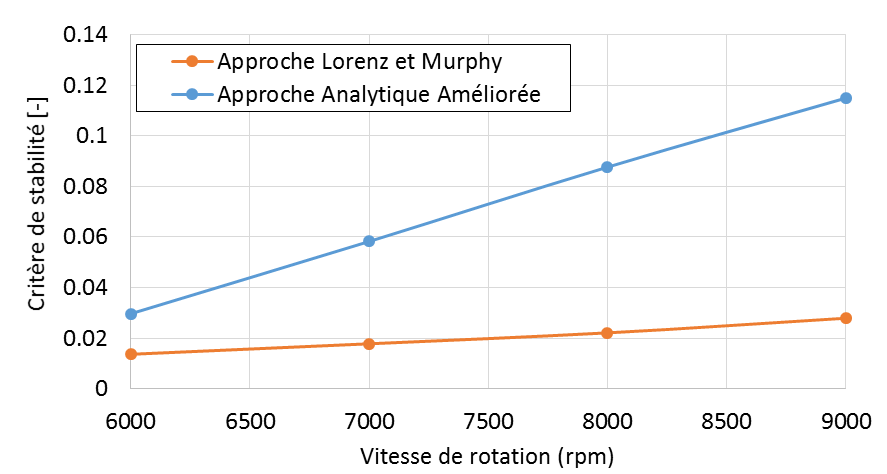 0.14
0.12
0.1
0.08
0.06
0.04
0.02
0
Critère de stabilité [-]
Approche Lorenz et Murphy
Approche Analytique Améliorée
6000 6500 7000 7500 8000 8500 9000
Vitesse de rotation (rpm)